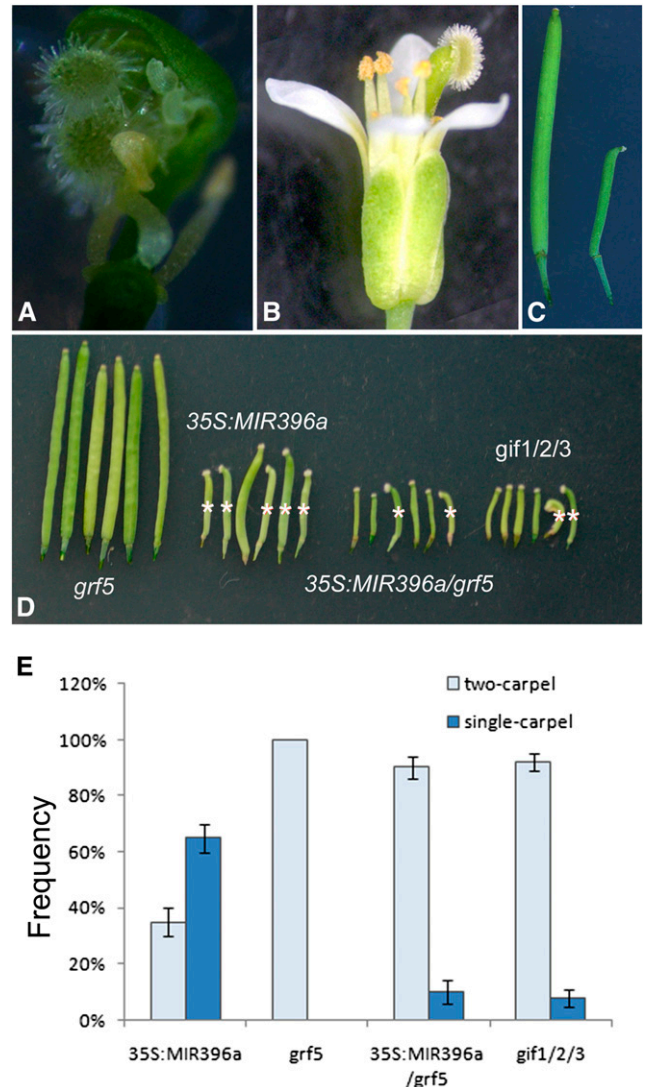 A
B
C
35S:MIR396a
gif1/2/3
grf5
35S:MIR396a/grf5
D
E
120%
100%
80%
60%
40%
20%
0%
Frequency
two-carpel
single-carpel
35S:MIR396a
grf5
35S:MIR396a
/grf5
gif1/2/3